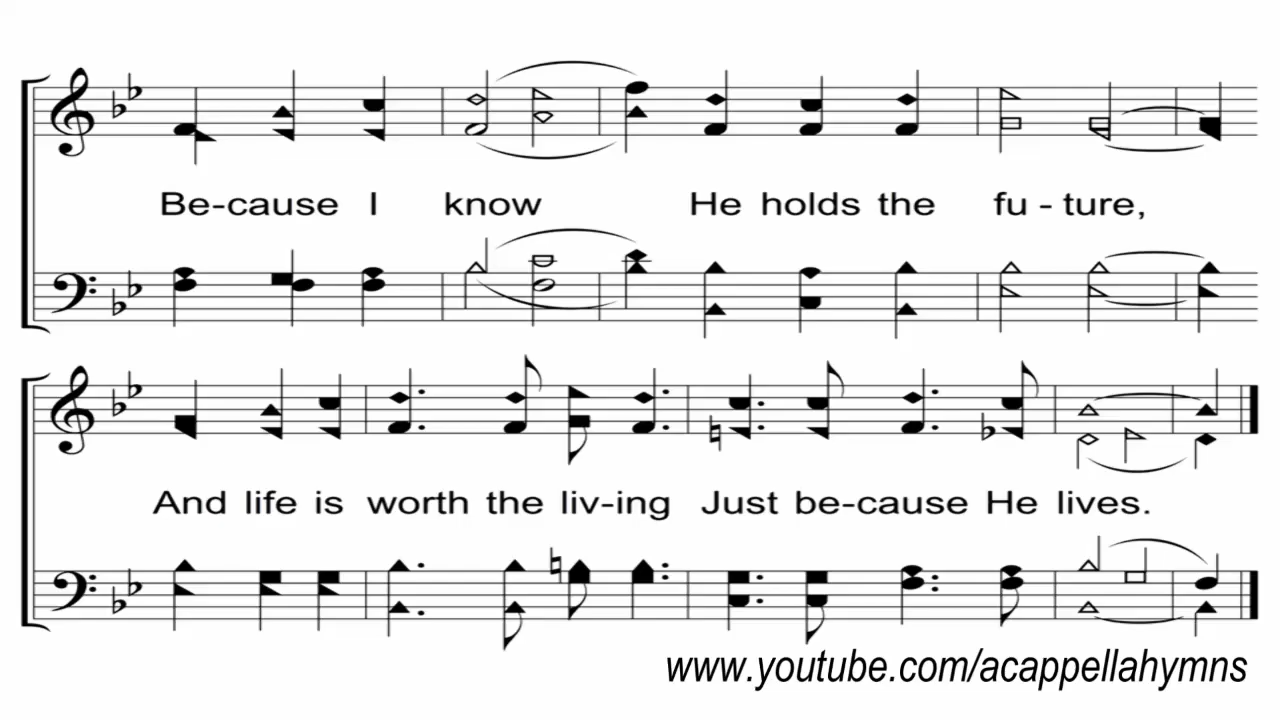 Be-cause I know He holds the fu - ture,
And life is worth the liv-ing Just be-cause He lives.
www.youtube.com/acappellahymns